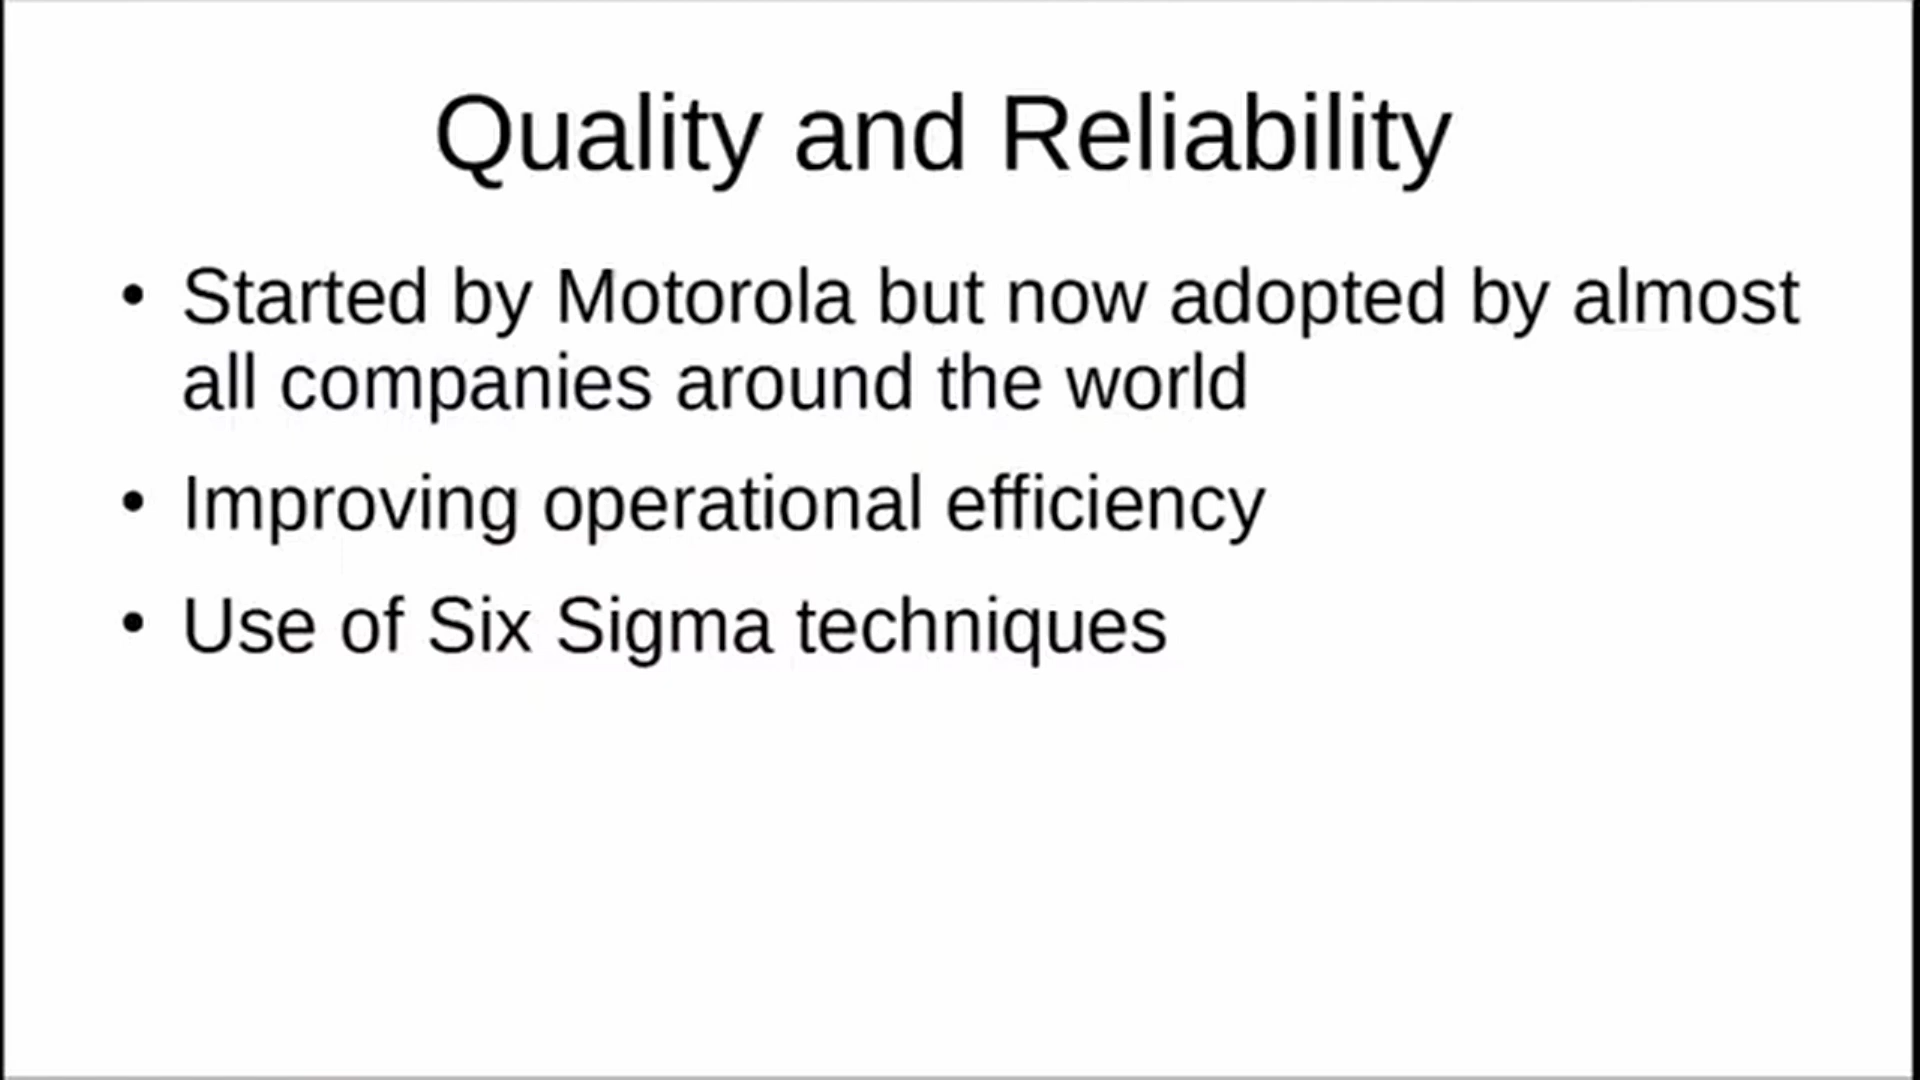 Quality and Reliability
• Started by Motorola but now adopted by almost
all companies around the world
• Improving operational efficiency
• Use of Six Sigma techniques